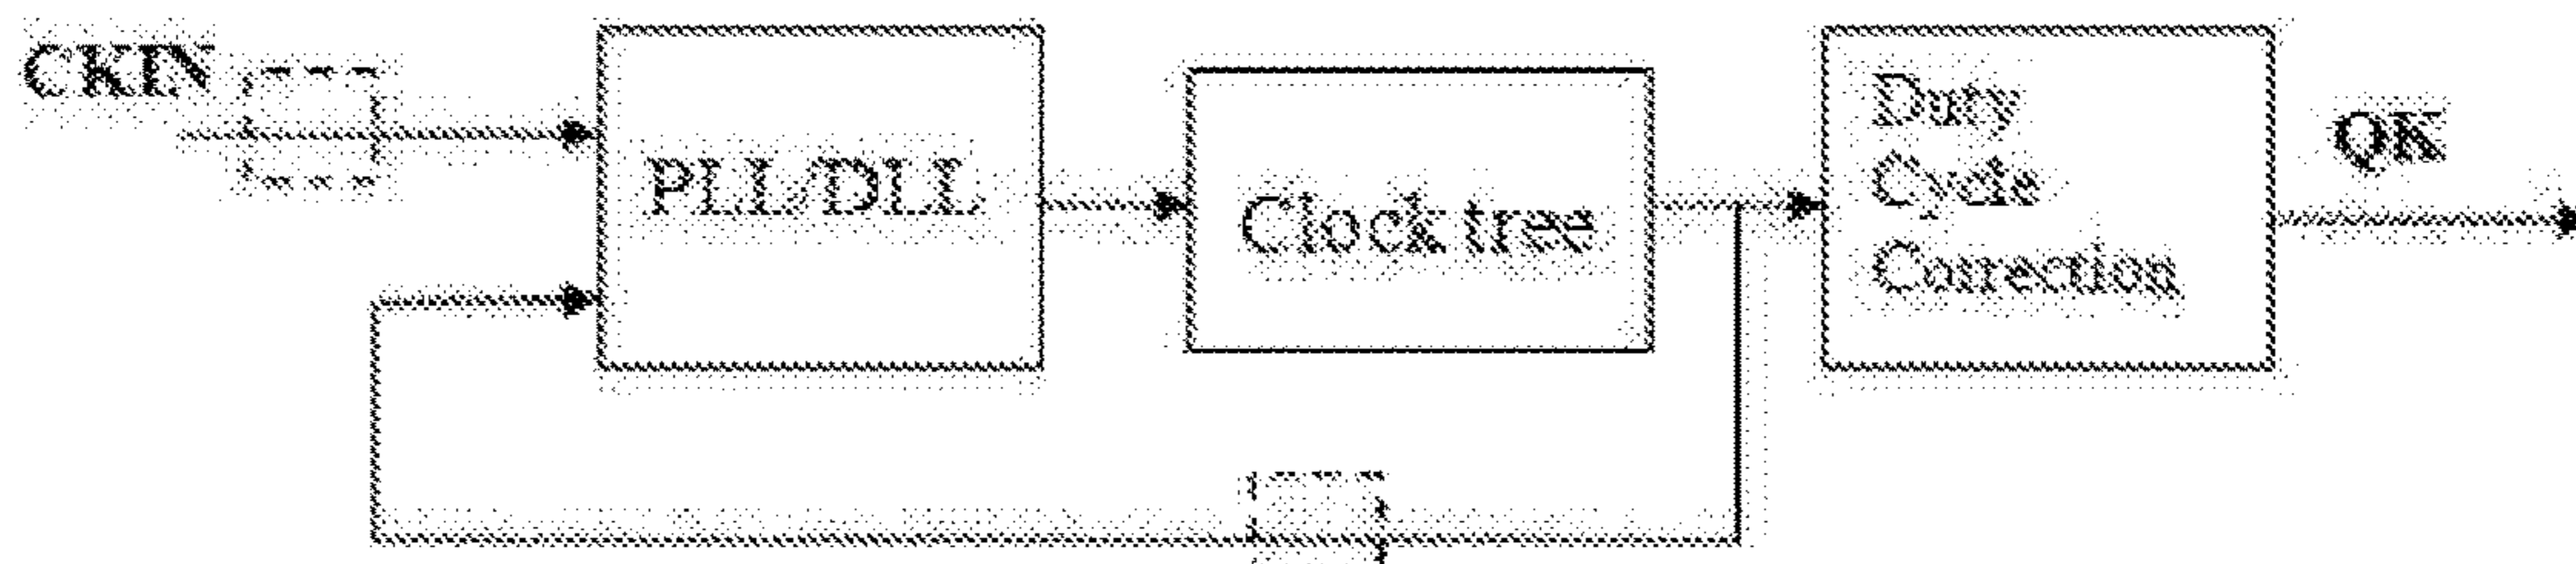 CKIN
PLL/DLL
Clock tree
Duty
Cycle
Correction
QK